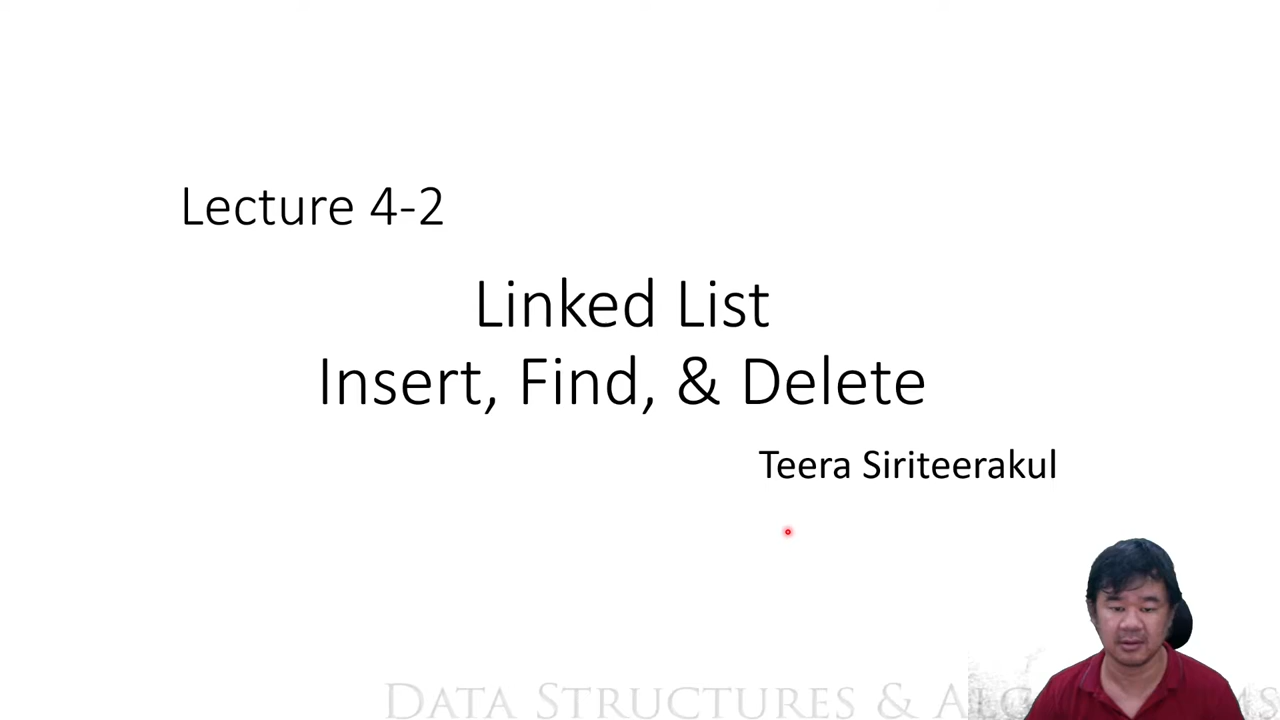 Lecture 4-2
Linked List
Insert, Find, & Delete
Teera Siriteerakul
DATA STRUCTURES &